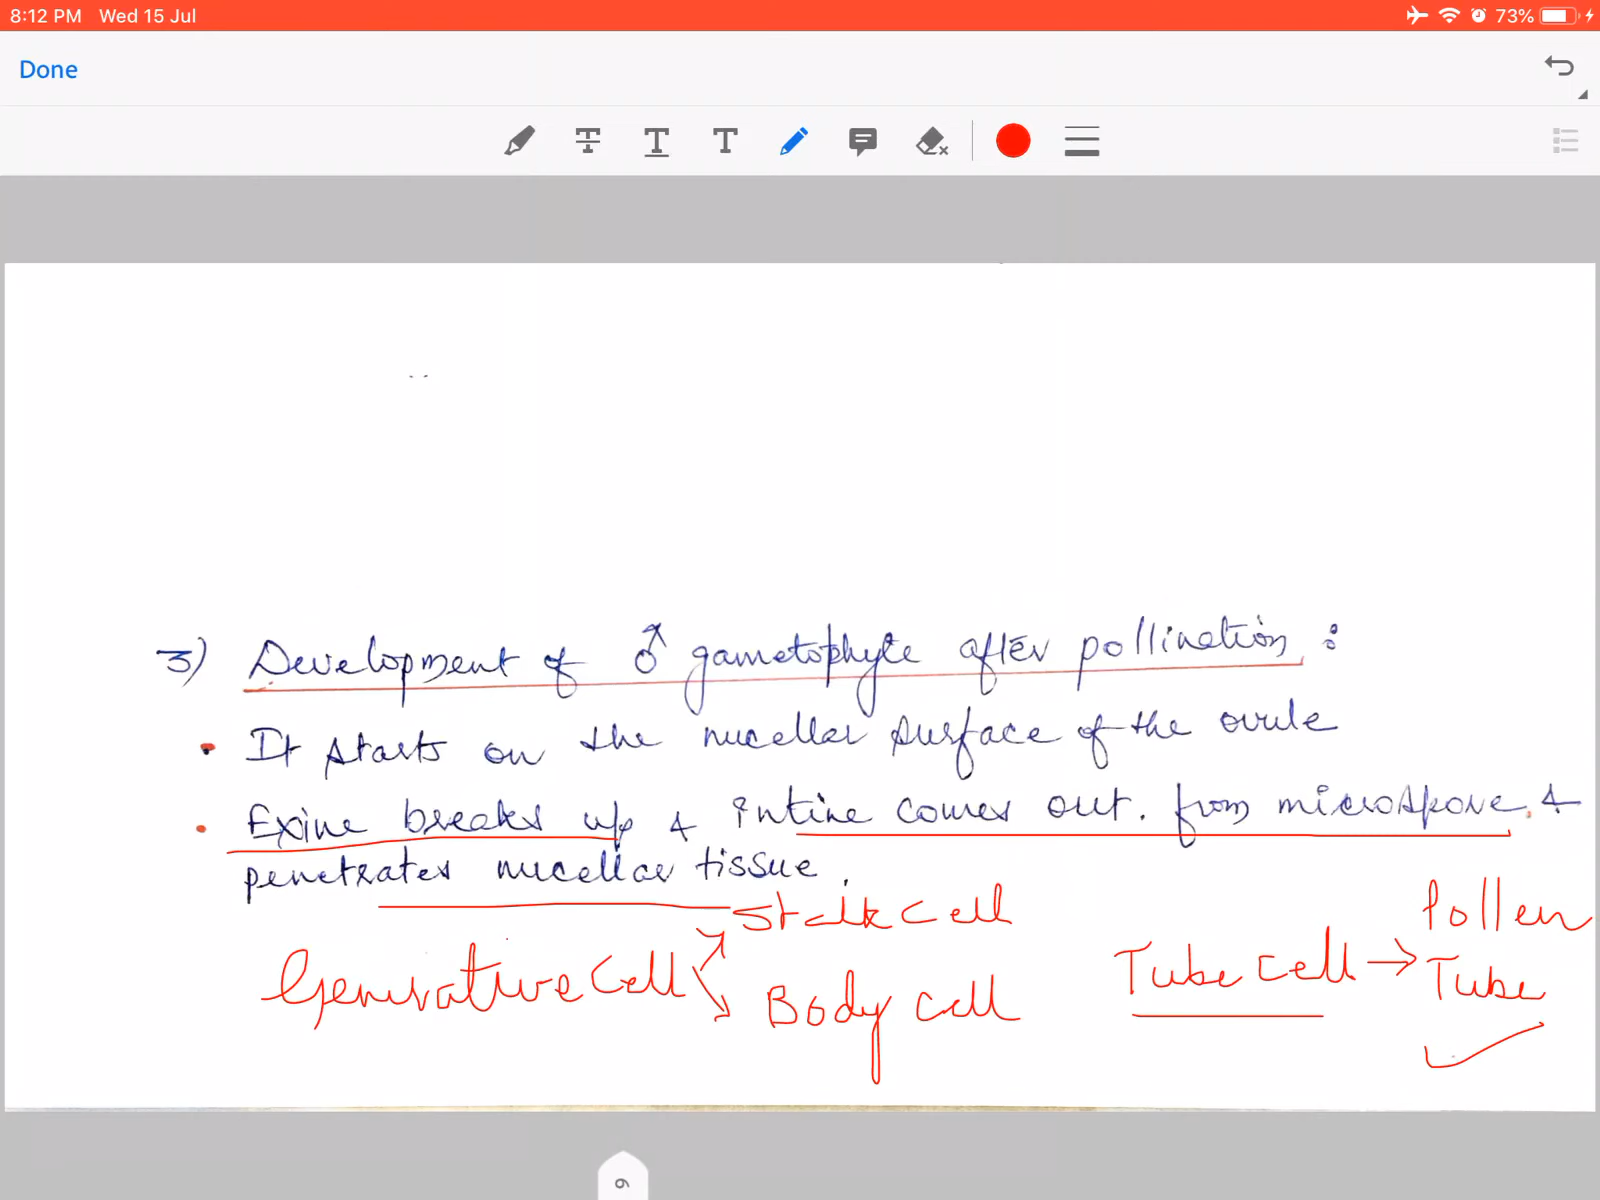 8:12 PM Wed 15 Jul 73%
Done
3) Development of ♂ gametophyte after pollination :
• It starts on the nucellar surface of the ovule
• Exine breaks up & intine comes out. from microspore. &
penetrates nucellar tissue.
Stalk Cell
Generative Cell
Body cell
Tube cell → Pollen
Tube
6